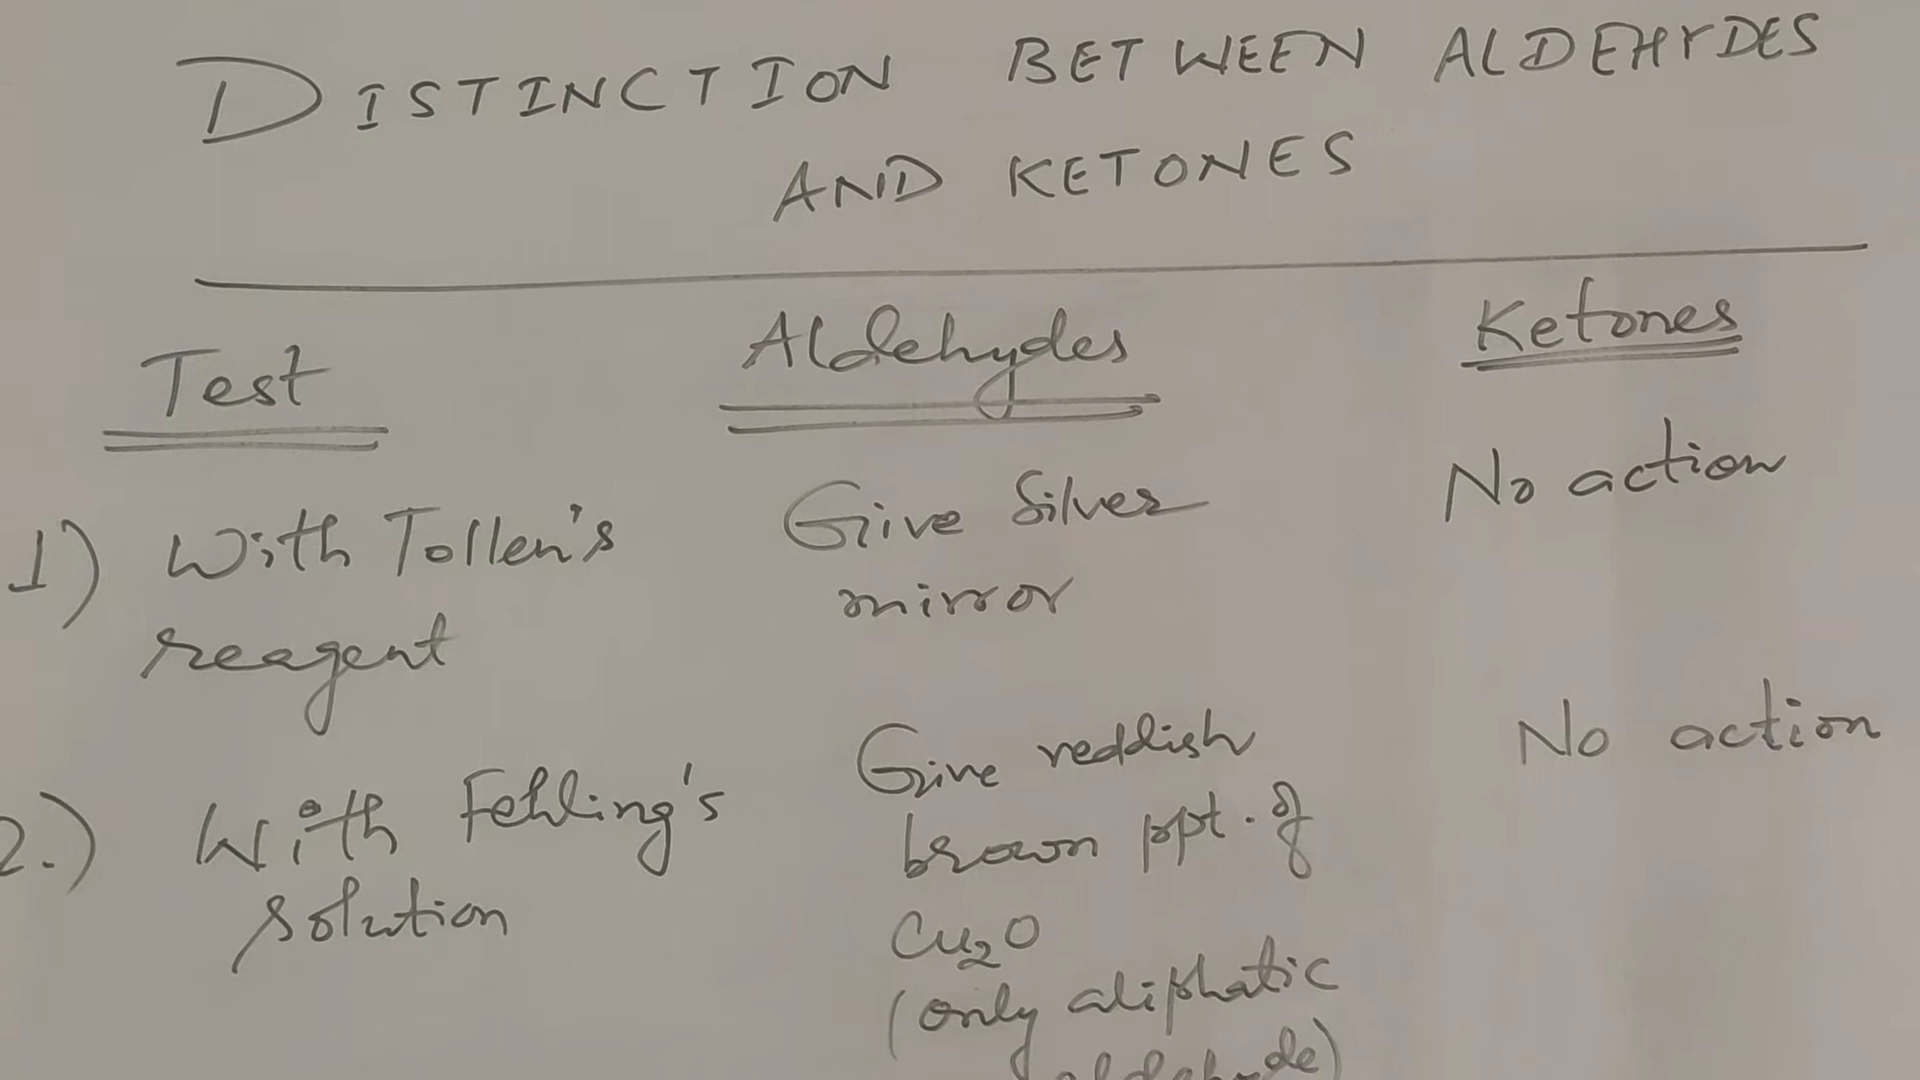 DISTINCTION BETWEEN ALDEHYDES
AND KETONES
Test Aldehydes Ketones
1) With Tollen's Give Silver No action
reagent mirror
2.) With Fehling's Give reddish No action
solution brown ppt. of
Cu₂O
(only aliphatic
aldehyde)